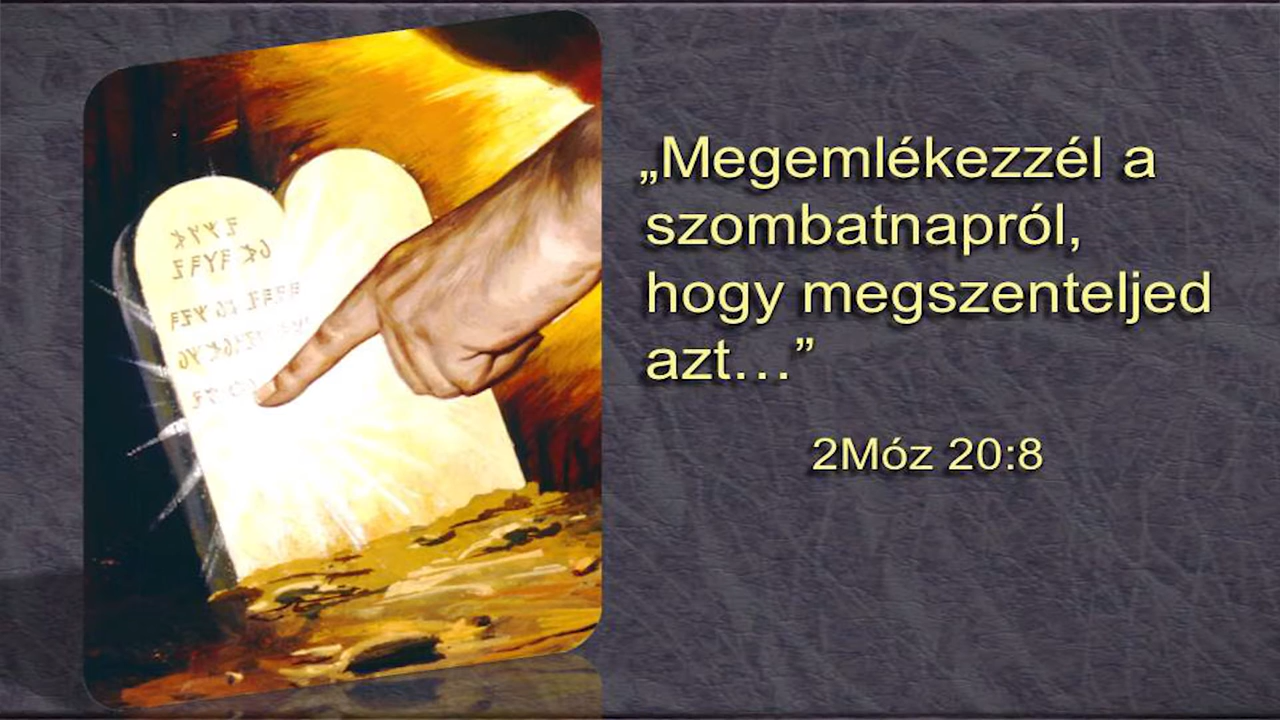 „Megemlékezzél a
szombatnapról,
hogy megszenteljed
azt…”
2Móz 20:8